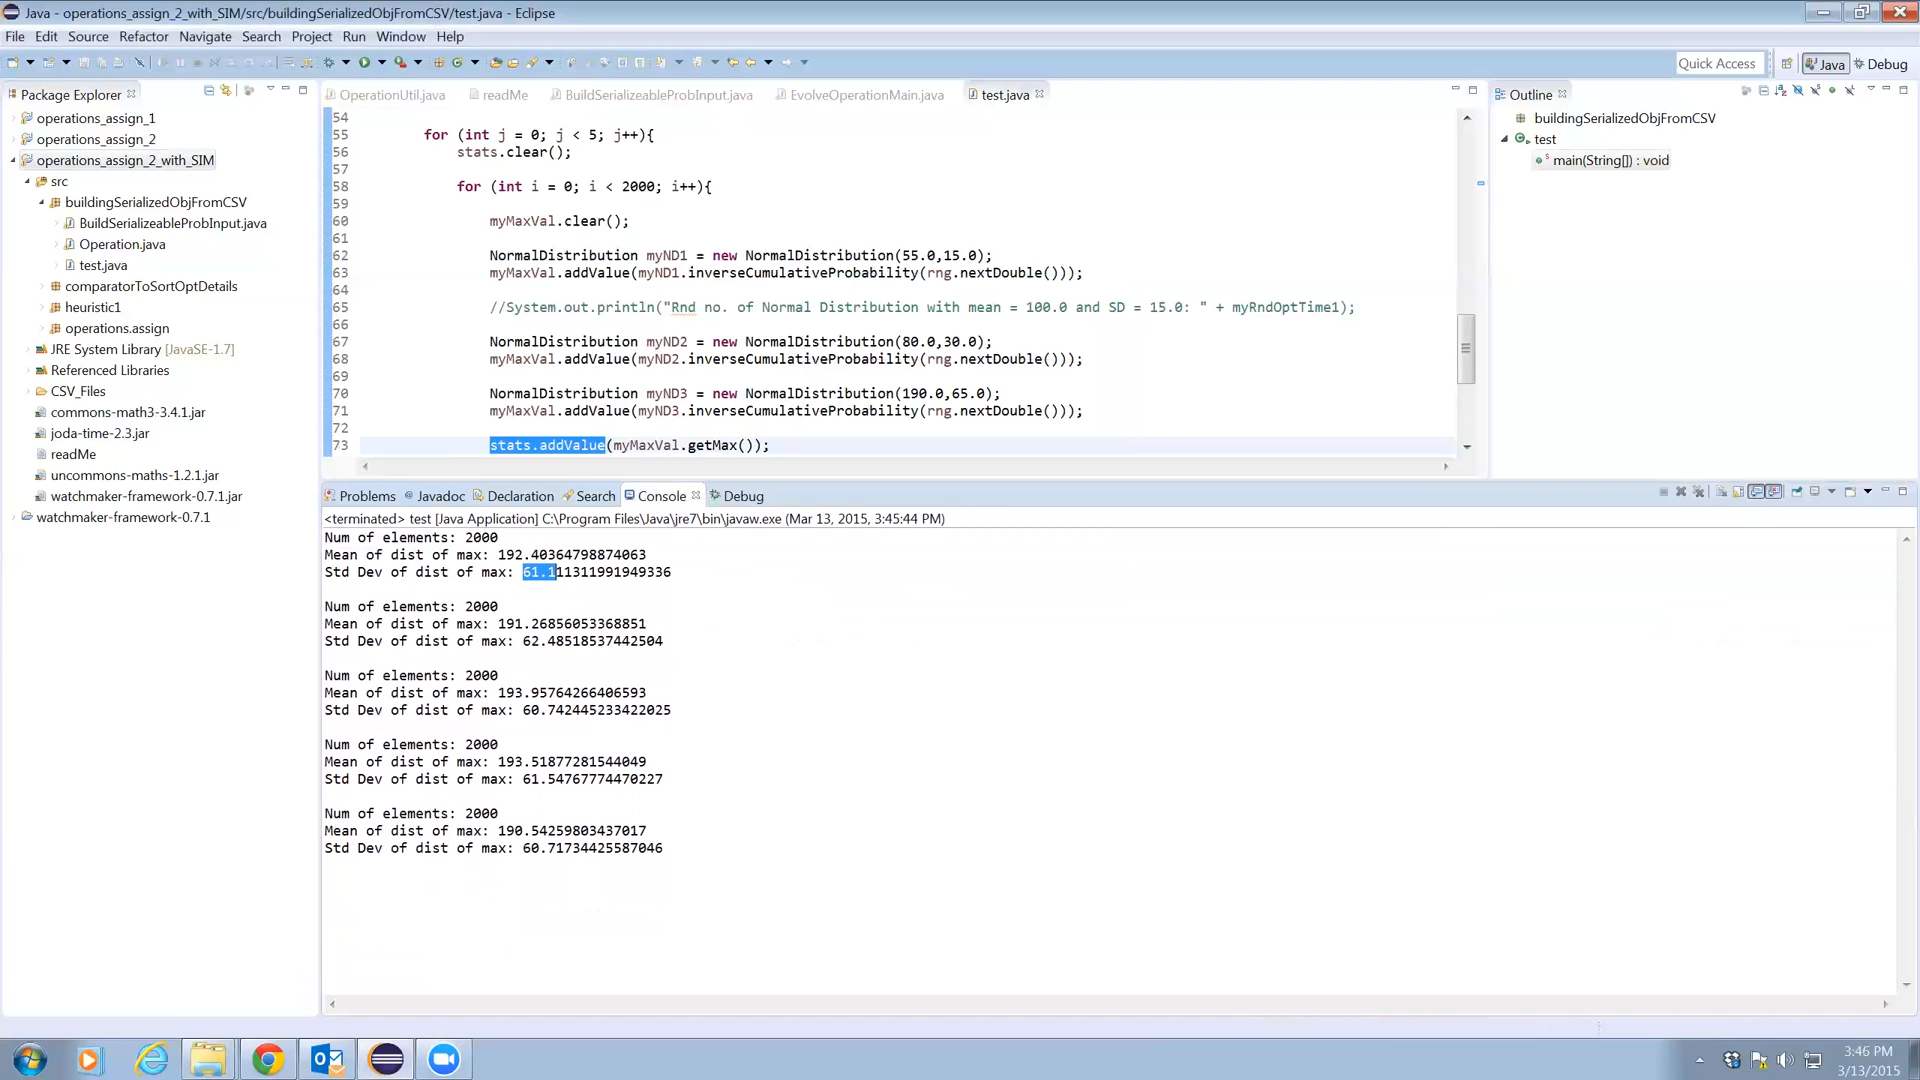 Java - operations_assign_2_with_SIM/src/buildingSerializedObjFromCSV/test.java - Eclipse
File Edit Source Refactor Navigate Search Project Run Window Help
Quick Access Java Debug
Package Explorer
operations_assign_1
operations_assign_2
operations_assign_2_with_SIM
src
buildingSerializedObjFromCSV
BuildSerializeableProbInput.java
Operation.java
test.java
comparatorToSortOptDetails
heuristic1
operations.assign
JRE System Library [JavaSE-1.7]
Referenced Libraries
CSV_Files
commons-math3-3.4.1.jar
joda-time-2.3.jar
readMe
uncommons-maths-1.2.1.jar
watchmaker-framework-0.7.1.jar
watchmaker-framework-0.7.1
OperationUtil.java readMe BuildSerializeableProbInput.java EvolveOperationMain.java test.java
54
55 for (int j = 0; j < 5; j++){
56 stats.clear();
57
58 for (int i = 0; i < 2000; i++){
59
60 myMaxVal.clear();
61
62 NormalDistribution myND1 = new NormalDistribution(55.0,15.0);
63 myMaxVal.addValue(myND1.inverseCumulativeProbability(rng.nextDouble()));
64
65 //System.out.println("Rnd no. of Normal Distribution with mean = 100.0 and SD = 15.0: " + myRndOptTime1);
66
67 NormalDistribution myND2 = new NormalDistribution(80.0,30.0);
68 myMaxVal.addValue(myND2.inverseCumulativeProbability(rng.nextDouble()));
69
70 NormalDistribution myND3 = new NormalDistribution(190.0,65.0);
71 myMaxVal.addValue(myND3.inverseCumulativeProbability(rng.nextDouble()));
72
73 stats.addValue(myMaxVal.getMax());
Outline
buildingSerializedObjFromCSV
test
main(String[]) : void
Problems Javadoc Declaration Search Console Debug
<terminated> test [Java Application] C:\Program Files\Java\jre7\bin\javaw.exe (Mar 13, 2015, 3:45:44 PM)
Num of elements: 2000
Mean of dist of max: 192.40364798874063
Std Dev of dist of max: 61.111311991949336
Num of elements: 2000
Mean of dist of max: 191.26856053368851
Std Dev of dist of max: 62.48518537442504
Num of elements: 2000
Mean of dist of max: 193.95764266406593
Std Dev of dist of max: 60.742445233422025
Num of elements: 2000
Mean of dist of max: 193.51877281544049
Std Dev of dist of max: 61.54767774470227
Num of elements: 2000
Mean of dist of max: 190.54259803437017
Std Dev of dist of max: 60.71734425587046
3:46 PM
3/13/2015